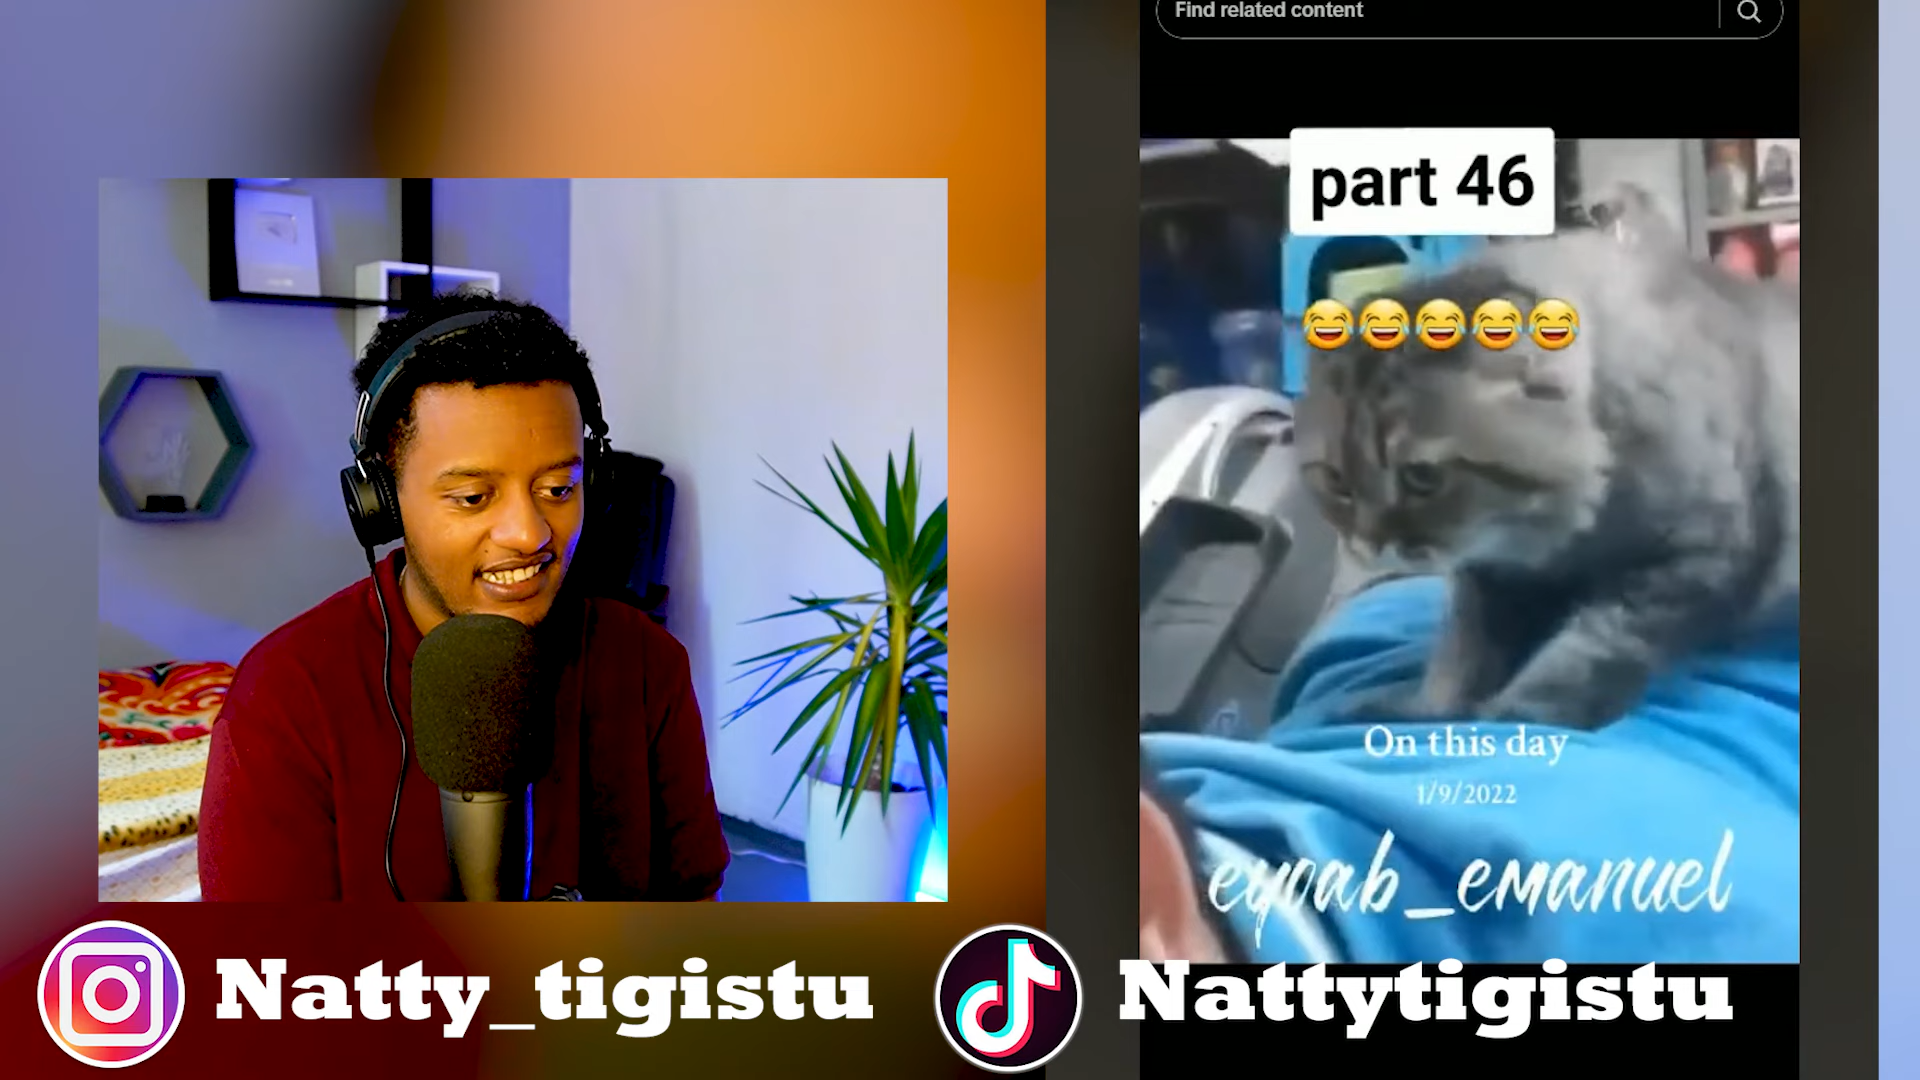 Find related content
part 46
😂😂😂😂😂
On this day
1/9/2022
eyoab_emanuel
Natty_tigistu
Nattytigistu